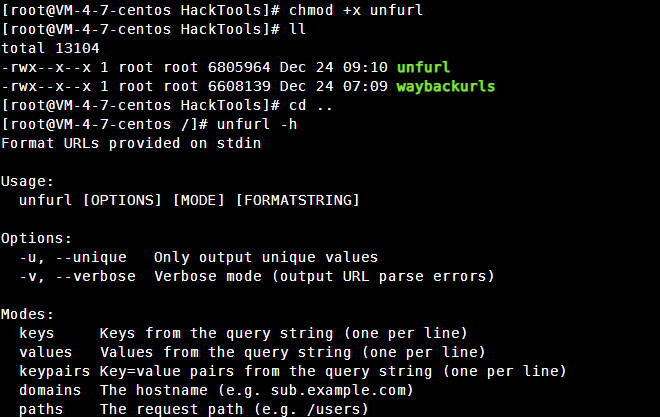 [root@VM-4-7-centos HackTools]# chmod +x unfurl
[root@VM-4-7-centos HackTools]# ll
total 13104
-rwx--x--x 1 root root 6805964 Dec 24 09:10 unfurl
-rwx--x--x 1 root root 6608139 Dec 24 07:09 waybackurls
[root@VM-4-7-centos HackTools]# cd ..
[root@VM-4-7-centos /]# unfurl -h
Format URLs provided on stdin

Usage:
  unfurl [OPTIONS] [MODE] [FORMATSTRING]

Options:
  -u, --unique   Only output unique values
  -v, --verbose  Verbose mode (output URL parse errors)

Modes:
  keys     Keys from the query string (one per line)
  values   Values from the query string (one per line)
  keypairs Key=value pairs from the query string (one per line)
  domains  The hostname (e.g. sub.example.com)
  paths    The request path (e.g. /users)